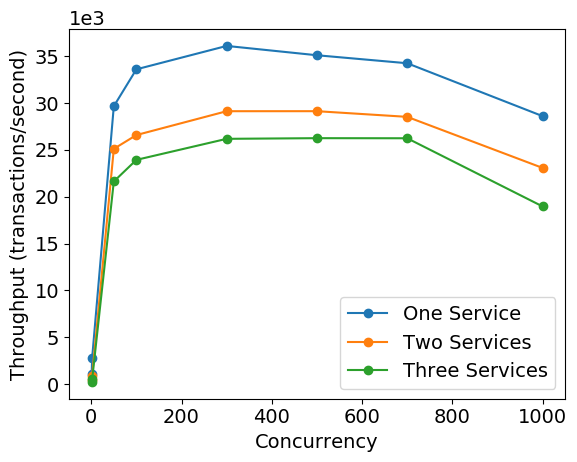 1e3
35
30
25
20
15
10
5
0
Throughput (transactions/second)
0 200 400 600 800 1000
Concurrency
One Service
Two Services
Three Services